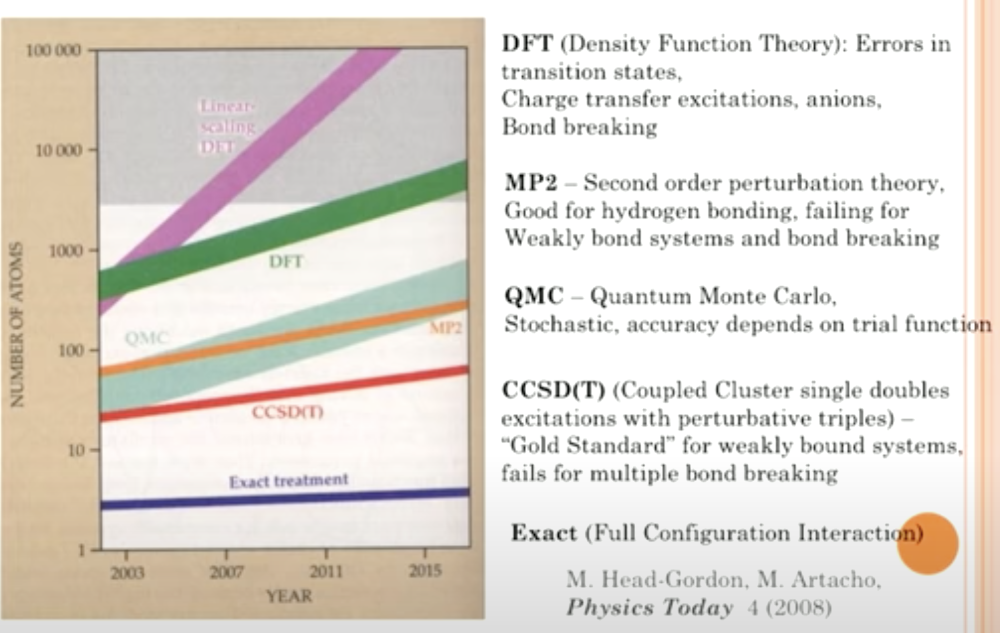 100 000
10 000
1000
100
10
1
NUMBER OF ATOMS
Linear-
scaling
DFT
DFT
QMC
MP2
CCSD(T)
Exact treatment
2003 2007 2011 2015
YEAR
DFT (Density Function Theory): Errors in
transition states,
Charge transfer excitations, anions,
Bond breaking
MP2 – Second order perturbation theory,
Good for hydrogen bonding, failing for
Weakly bond systems and bond breaking
QMC – Quantum Monte Carlo,
Stochastic, accuracy depends on trial function
CCSD(T) (Coupled Cluster single doubles
excitations with perturbative triples) –
“Gold Standard” for weakly bound systems,
fails for multiple bond breaking
Exact (Full Configuration Interaction)
M. Head-Gordon, M. Artacho,
Physics Today 4 (2008)